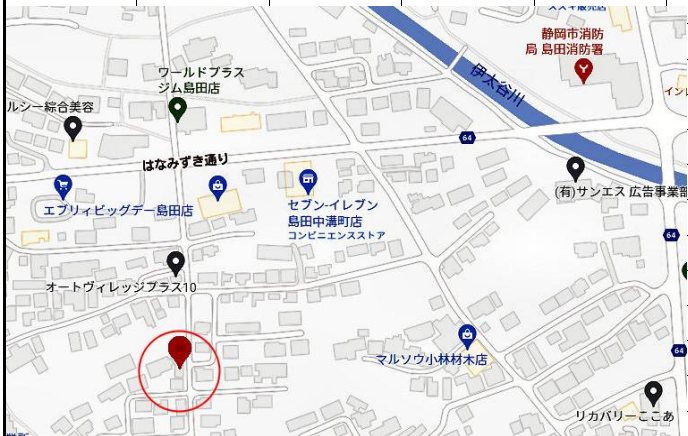 静岡市消防
局 島田消防署
ワールドプラス
ジム島田店
伊太谷川
インレ
ルシー綜合美容
64
はなみずき通り
(有)サンエス 広告事業部
エブリィビッグデー島田店
セブン-イレブン
島田中溝町店
コンビニエンスストア
64
オートヴィレッジプラス10
64
マルソウ小林材木店
リカバリーここあ